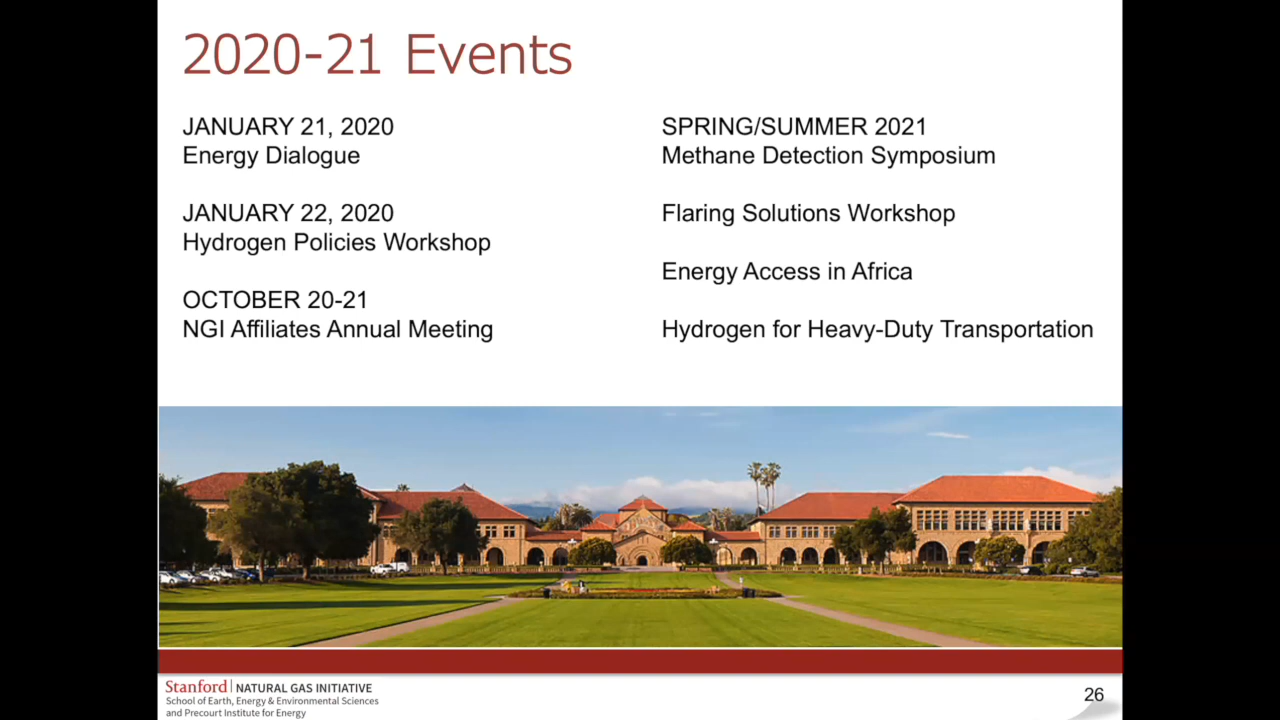 2020-21 Events
JANUARY 21, 2020
Energy Dialogue
JANUARY 22, 2020
Hydrogen Policies Workshop
OCTOBER 20-21
NGI Affiliates Annual Meeting
SPRING/SUMMER 2021
Methane Detection Symposium
Flaring Solutions Workshop
Energy Access in Africa
Hydrogen for Heavy-Duty Transportation
Stanford | NATURAL GAS INITIATIVE
School of Earth, Energy & Environmental Sciences
and Precourt Institute for Energy
26